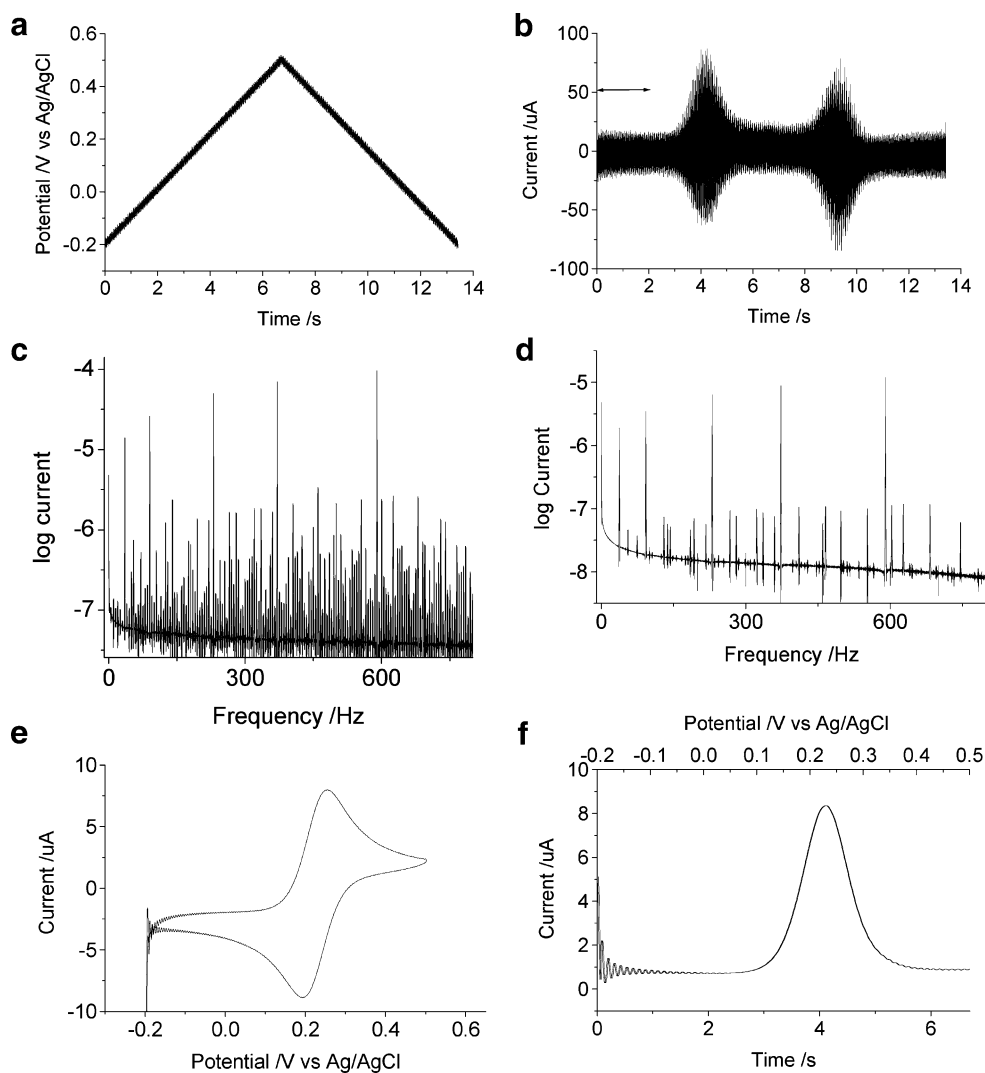 a
0.6
0.4
0.2
0.0
-0.2
Potential /V vs Ag/AgCl
0 2 4 6 8 10 12 14
Time /s
b
100
50
0
-50
-100
Current /uA
0 2 4 6 8 10 12 14
Time /s
c
-4
-5
-6
-7
log current
0 300 600
Frequency /Hz
d
-5
-6
-7
-8
log Current
0 300 600
Frequency /Hz
e
10
5
0
-5
-10
Current /uA
-0.2 0.0 0.2 0.4 0.6
Potential /V vs Ag/AgCl
f
Potential /V vs Ag/AgCl
-0.2 -0.1 0.0 0.1 0.2 0.3 0.4 0.5
10
8
6
4
2
0
Current /uA
0 2 4 6
Time /s